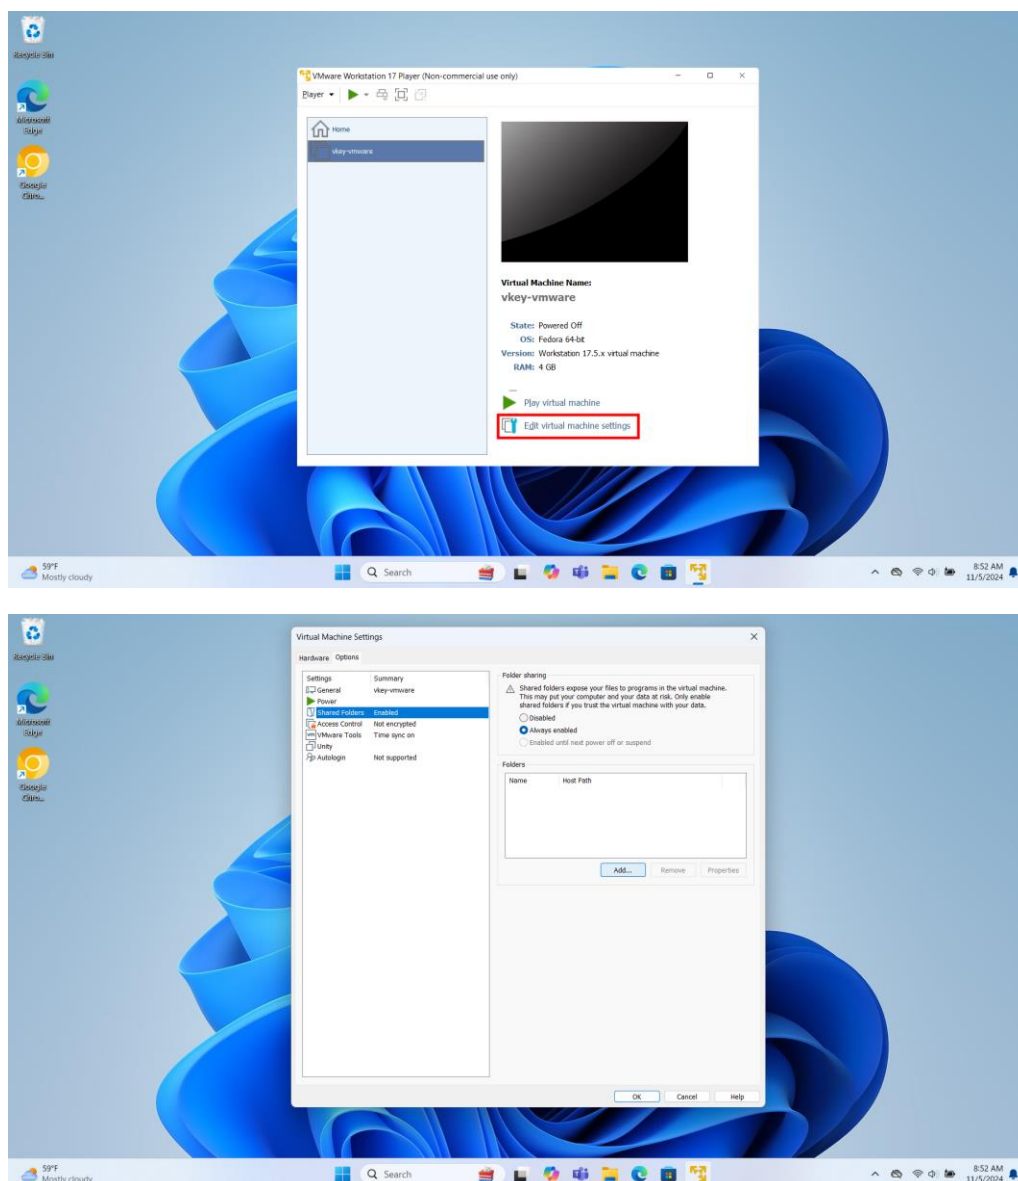 Recycle Bin
Microsoft
Edge
Google
Chro...
VMware Workstation 17 Player (Non-commercial use only)
Player
Home
vkey-vmware
Virtual Machine Name:
vkey-vmware
State: Powered Off
OS: Fedora 64-bit
Version: Workstation 17.5.x virtual machine
RAM: 4 GB
Play virtual machine
Edit virtual machine settings
59°F
Mostly cloudy
Search
8:52 AM
11/5/2024
Recycle Bin
Microsoft
Edge
Google
Chro...
Virtual Machine Settings
Hardware Options
Settings Summary
General vkey-vmware
Power
Shared Folders Enabled
Access Control Not encrypted
VMware Tools Time sync on
Unity
Autologin Not supported
Folder sharing
Shared folders expose your files to programs in the virtual machine.
This may put your computer and your data at risk. Only enable
shared folders if you trust the virtual machine with your data.
Disabled
Always enabled
Enabled until next power off or suspend
Folders
Name Host Path
Add... Remove Properties
OK Cancel Help
59°F
Mostly cloudy
Search
8:52 AM
11/5/2024